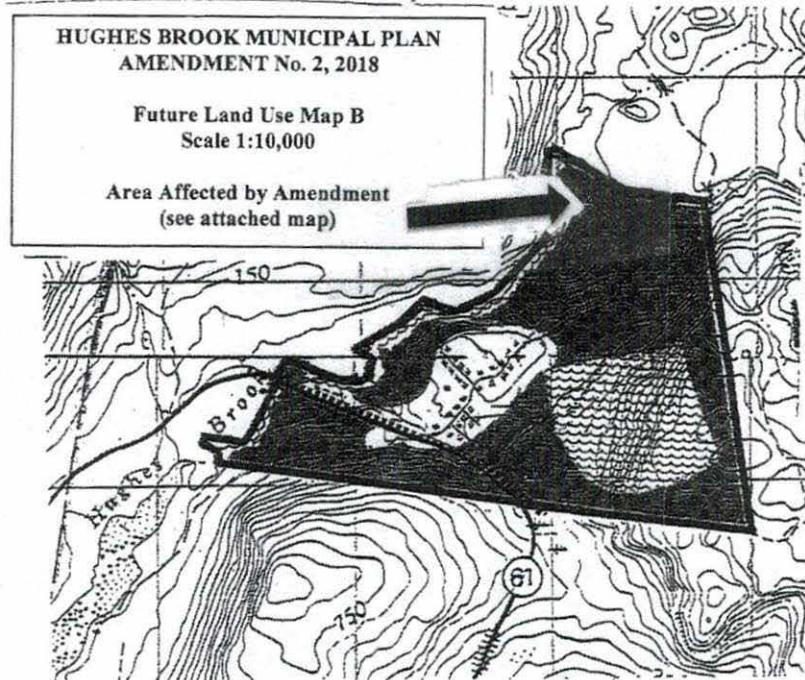 HUGHES BROOK MUNICIPAL PLAN
AMENDMENT No. 2, 2018
Future Land Use Map B
Scale 1:10,000
Area Affected by Amendment
(see attached map)
150
Hughes Brook
61
750